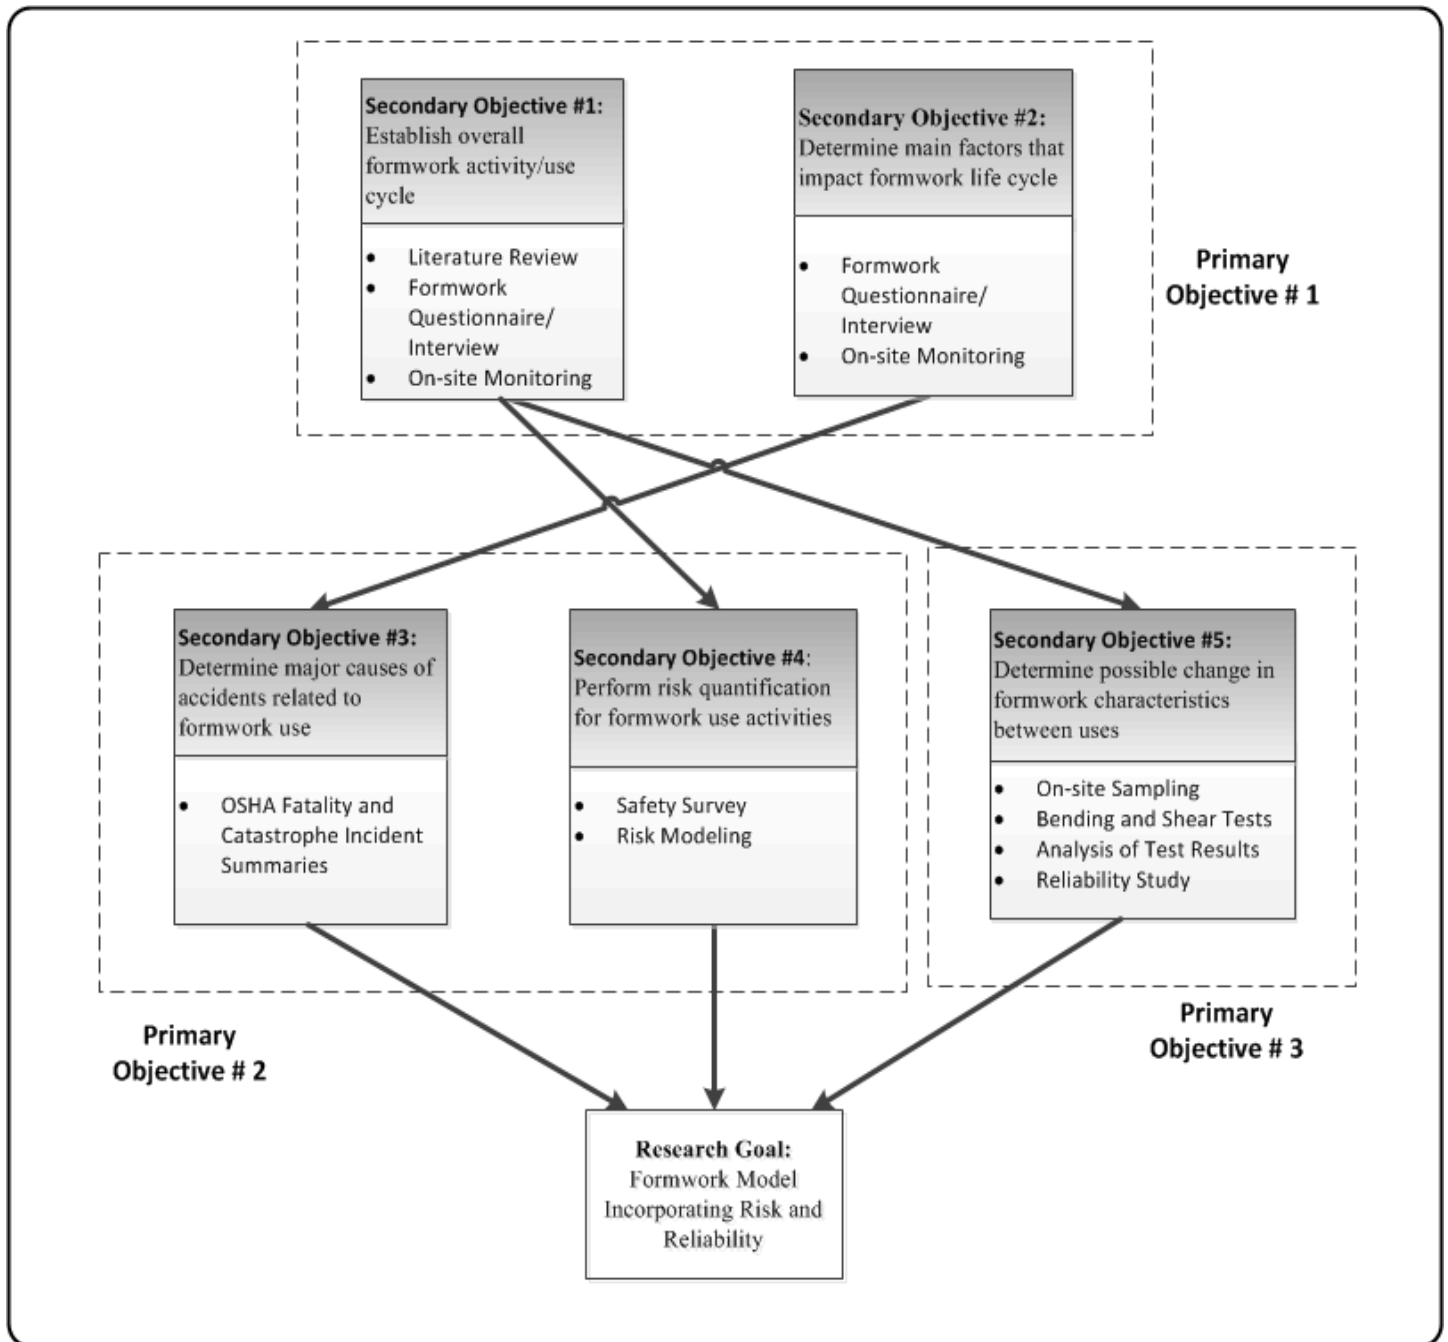 Secondary Objective #1:
Establish overall
formwork activity/use
cycle
• Literature Review
• Formwork
Questionnaire/
Interview
• On-site Monitoring
Secondary Objective #2:
Determine main factors that
impact formwork life cycle
• Formwork
Questionnaire/
Interview
• On-site Monitoring
Primary
Objective # 1
Secondary Objective #3:
Determine major causes of
accidents related to
formwork use
• OSHA Fatality and
Catastrophe Incident
Summaries
Secondary Objective #4:
Perform risk quantification
for formwork use activities
• Safety Survey
• Risk Modeling
Secondary Objective #5:
Determine possible change in
formwork characteristics
between uses
• On-site Sampling
• Bending and Shear Tests
• Analysis of Test Results
• Reliability Study
Primary
Objective # 2
Primary
Objective # 3
Research Goal:
Formwork Model
Incorporating Risk and
Reliability